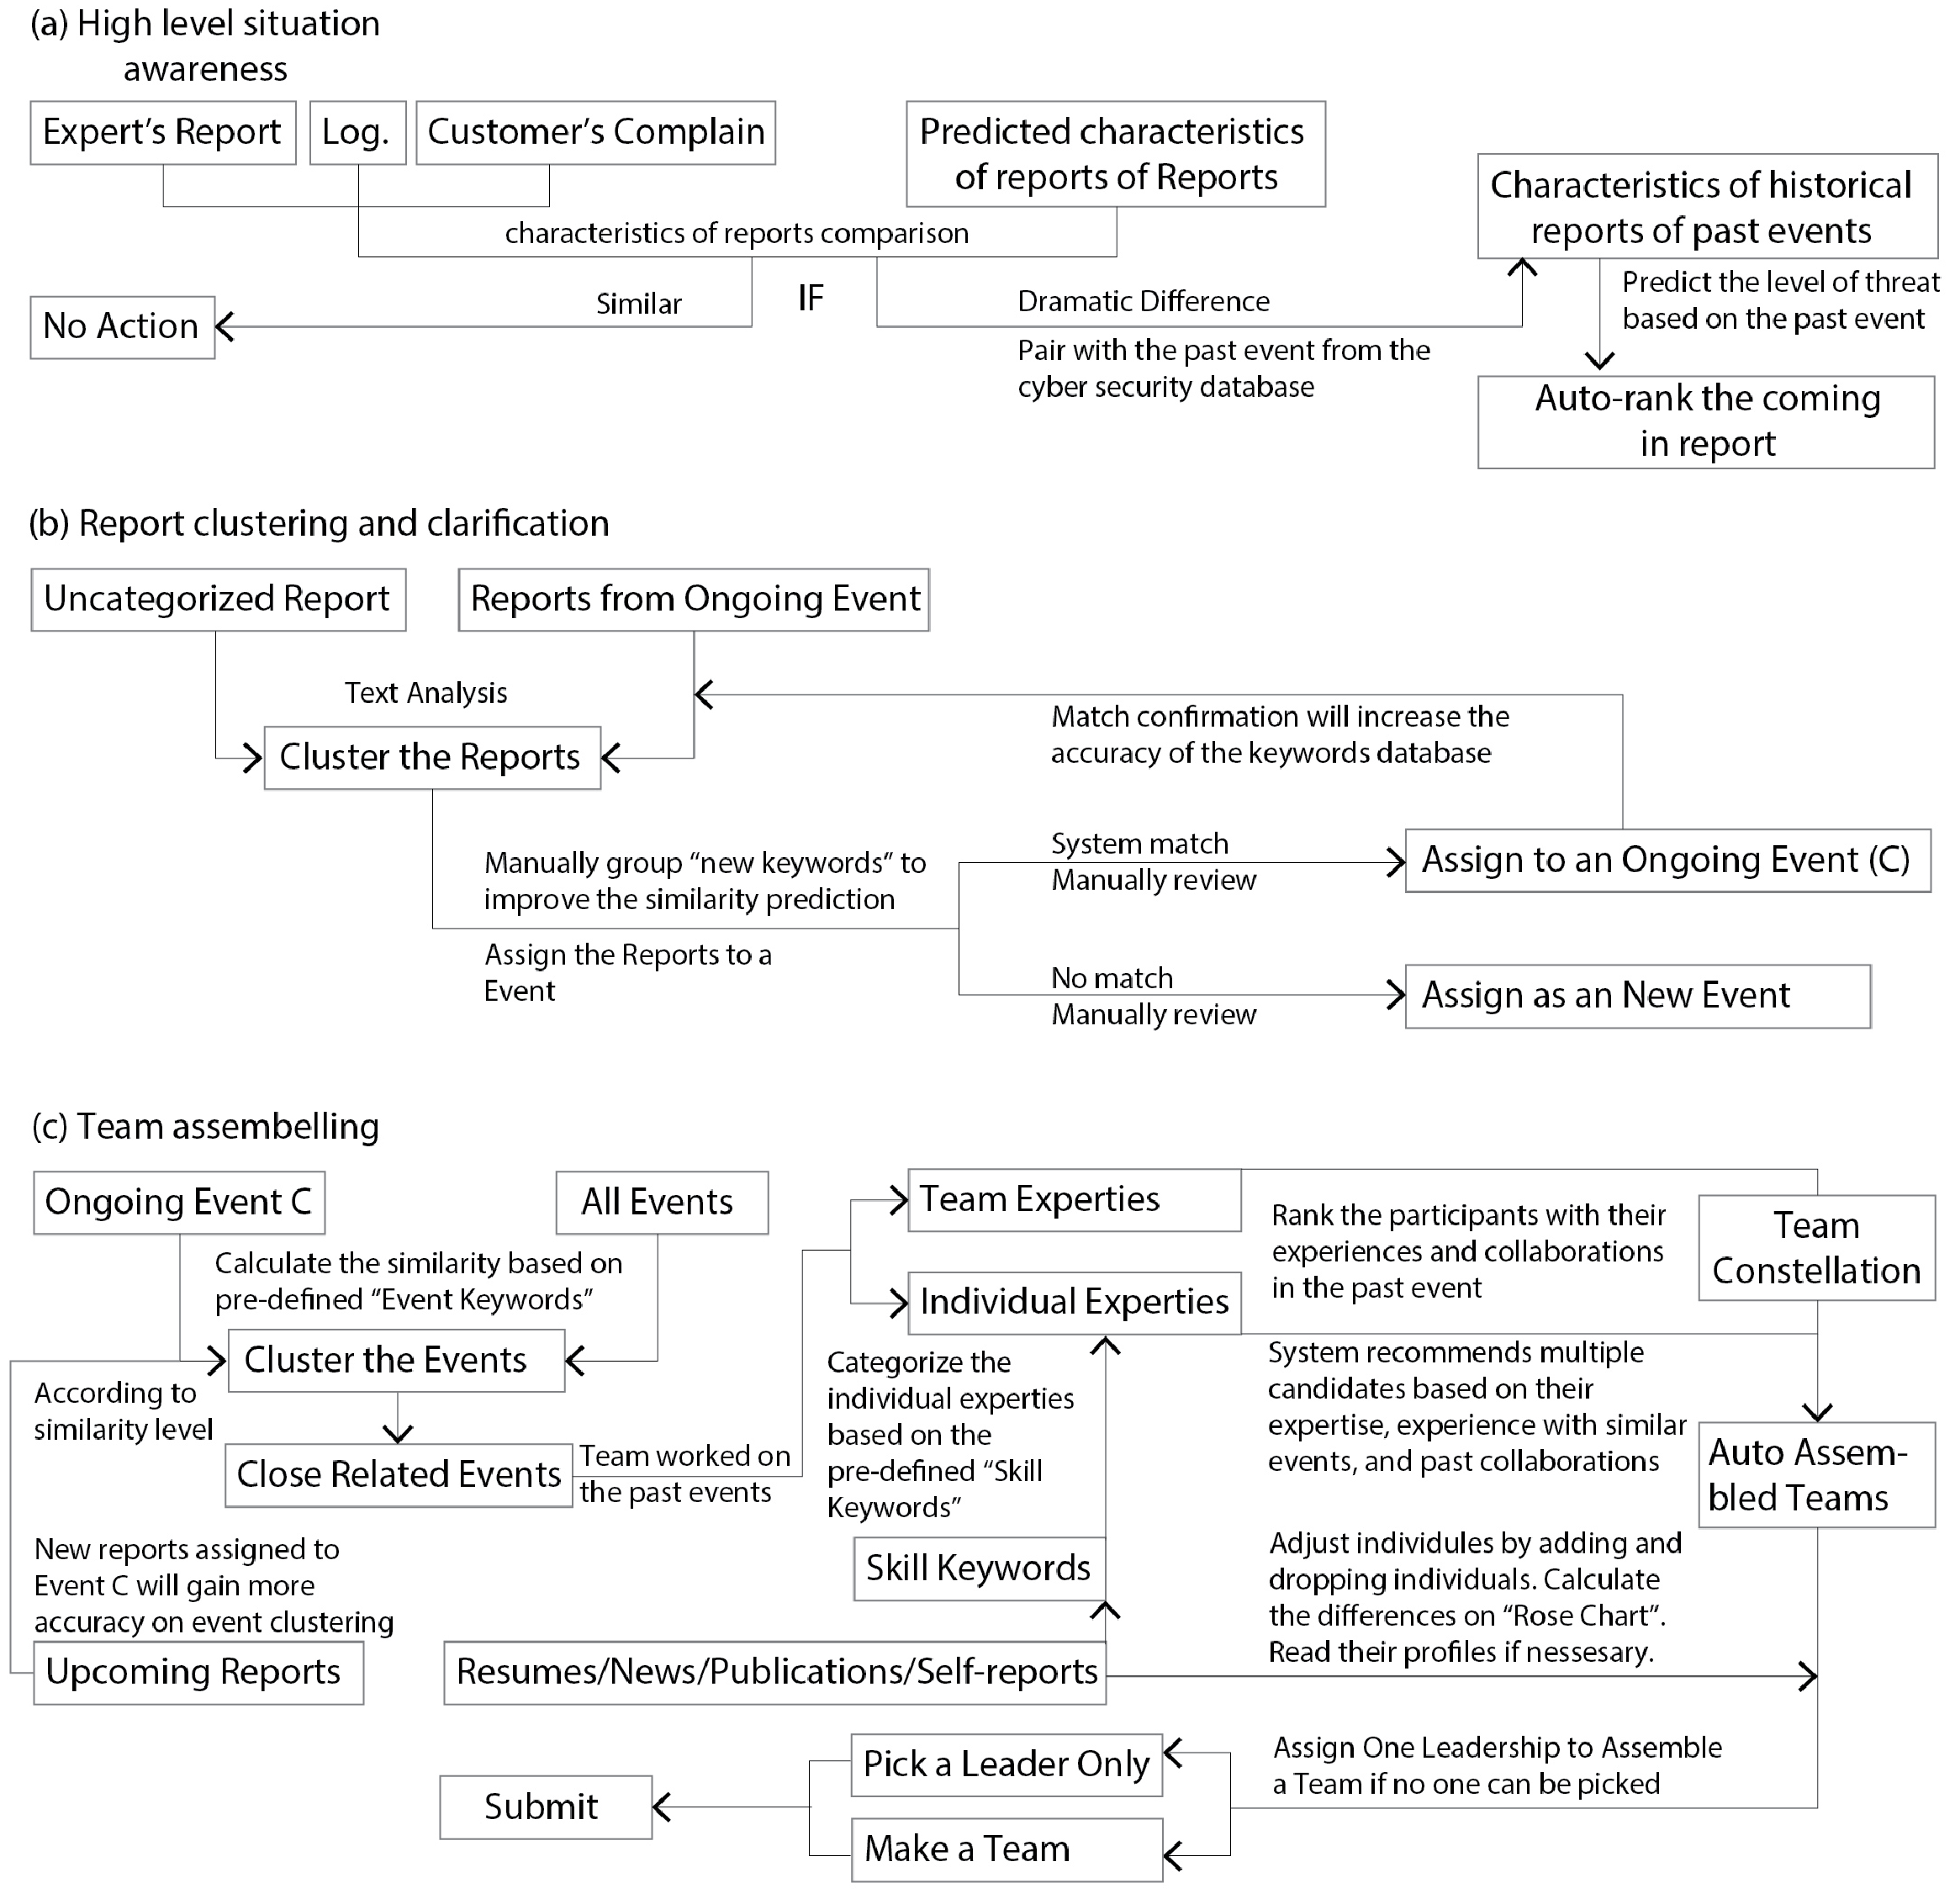 (a) High level situation
awareness
Expert's Report
Log.
Customer's Complain
Predicted characteristics
of reports of Reports
Characteristics of historical
reports of past events
characteristics of reports comparison
Similar
IF
Dramatic Difference
Pair with the past event from the
cyber security database
Predict the level of threat
based on the past event
No Action
Auto-rank the coming
in report
(b) Report clustering and clarification
Uncategorized Report
Reports from Ongoing Event
Text Analysis
Cluster the Reports
Match confirmation will increase the
accuracy of the keywords database
Manually group “new keywords” to
improve the similarity prediction
Assign the Reports to a
Event
System match
Manually review
Assign to an Ongoing Event (C)
No match
Manually review
Assign as an New Event
(c) Team assembelling
Ongoing Event C
All Events
Calculate the similarity based on
pre-defined “Event Keywords”
Cluster the Events
According to
similarity level
Close Related Events
Team worked on
the past events
New reports assigned to
Event C will gain more
accuracy on event clustering
Upcoming Reports
Team Experties
Individual Experties
Categorize the
individual experties
based on the
pre-defined “Skill
Keywords”
Skill Keywords
Resumes/News/Publications/Self-reports
Rank the participants with their
experiences and collaborations
in the past event
Team
Constellation
System recommends multiple
candidates based on their
expertise, experience with similar
events, and past collaborations
Auto Assem-
bled Teams
Adjust individules by adding and
dropping individuals. Calculate
the differences on “Rose Chart”.
Read their profiles if nessesary.
Assign One Leadership to Assemble
a Team if no one can be picked
Pick a Leader Only
Make a Team
Submit